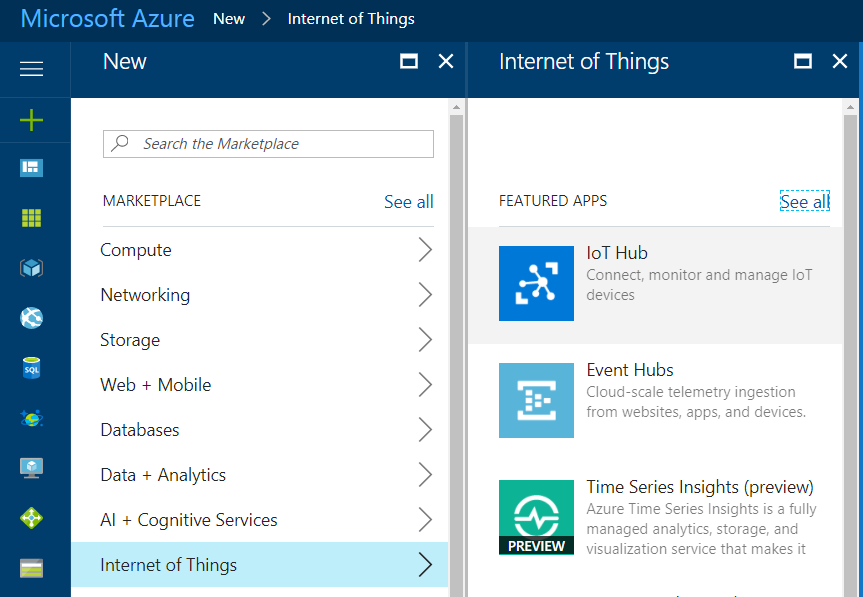 Microsoft Azure New > Internet of Things
New
Search the Marketplace
MARKETPLACE See all
Compute
Networking
Storage
Web + Mobile
Databases
Data + Analytics
AI + Cognitive Services
Internet of Things
Internet of Things
FEATURED APPS See all
IoT Hub
Connect, monitor and manage IoT
devices
Event Hubs
Cloud-scale telemetry ingestion
from websites, apps, and devices.
Time Series Insights (preview)
Azure Time Series Insights is a fully
managed analytics, storage, and
visualization service that makes it
PREVIEW
SQL